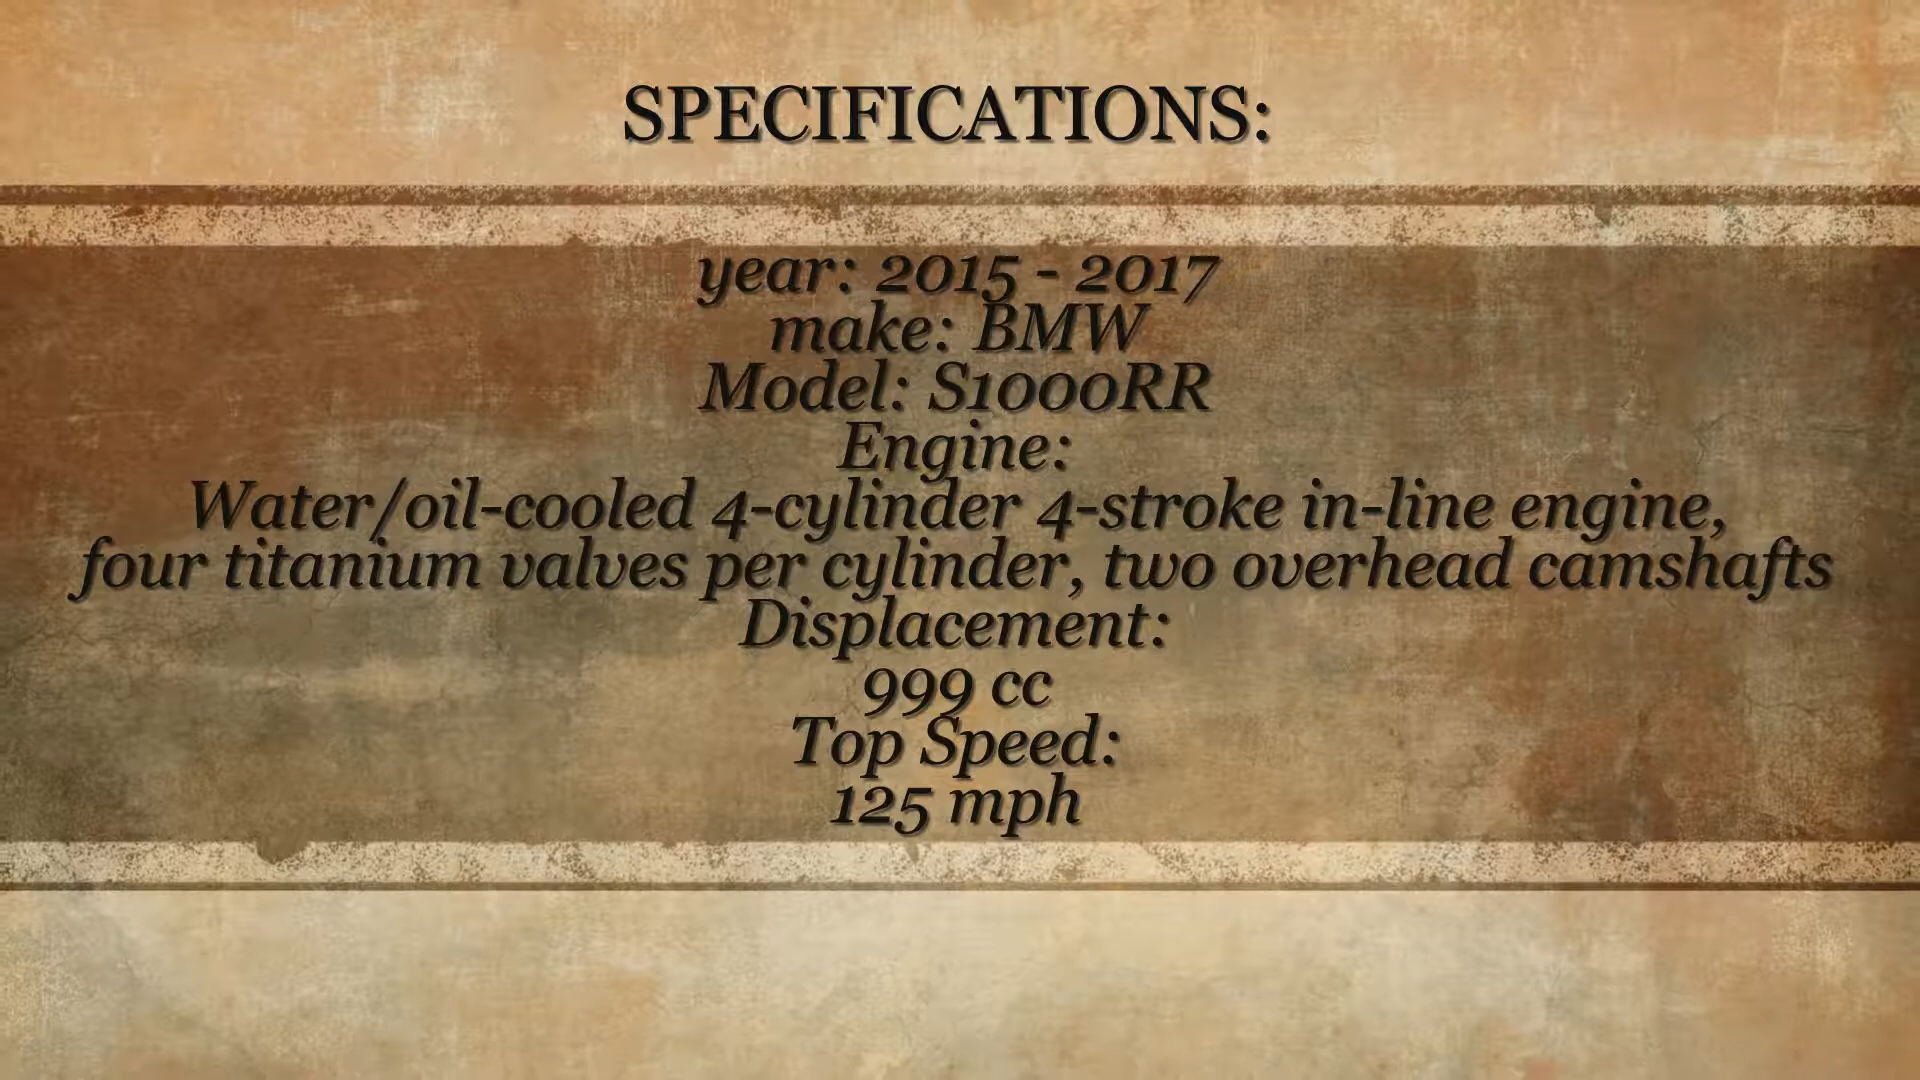 SPECIFICATIONS:
year: 2015 - 2017
make: BMW
Model: S1000RR
Engine:
Water/oil-cooled 4-cylinder 4-stroke in-line engine,
four titanium valves per cylinder, two overhead camshafts
Displacement:
999 cc
Top Speed:
125 mph